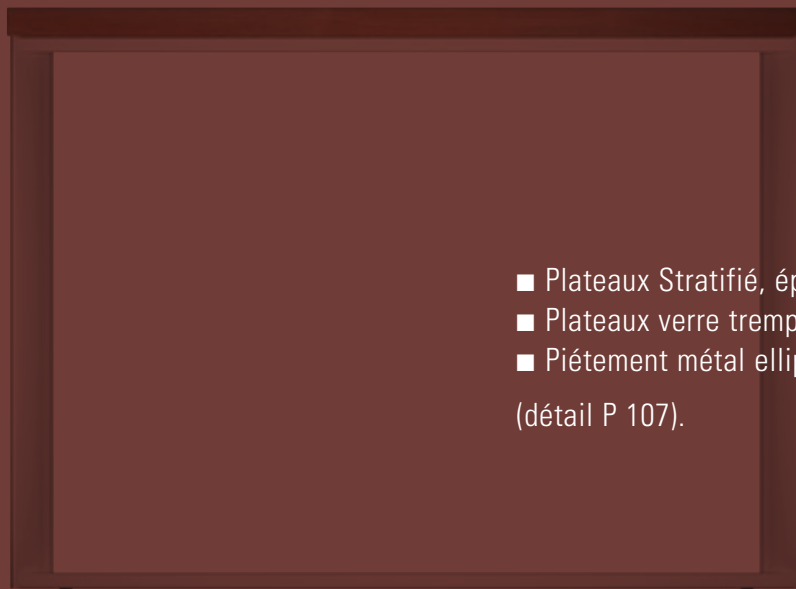 ■ Plateaux Stratifié, ép
■ Plateaux verre tremp
■ Piétement métal ellip
(détail P 107).